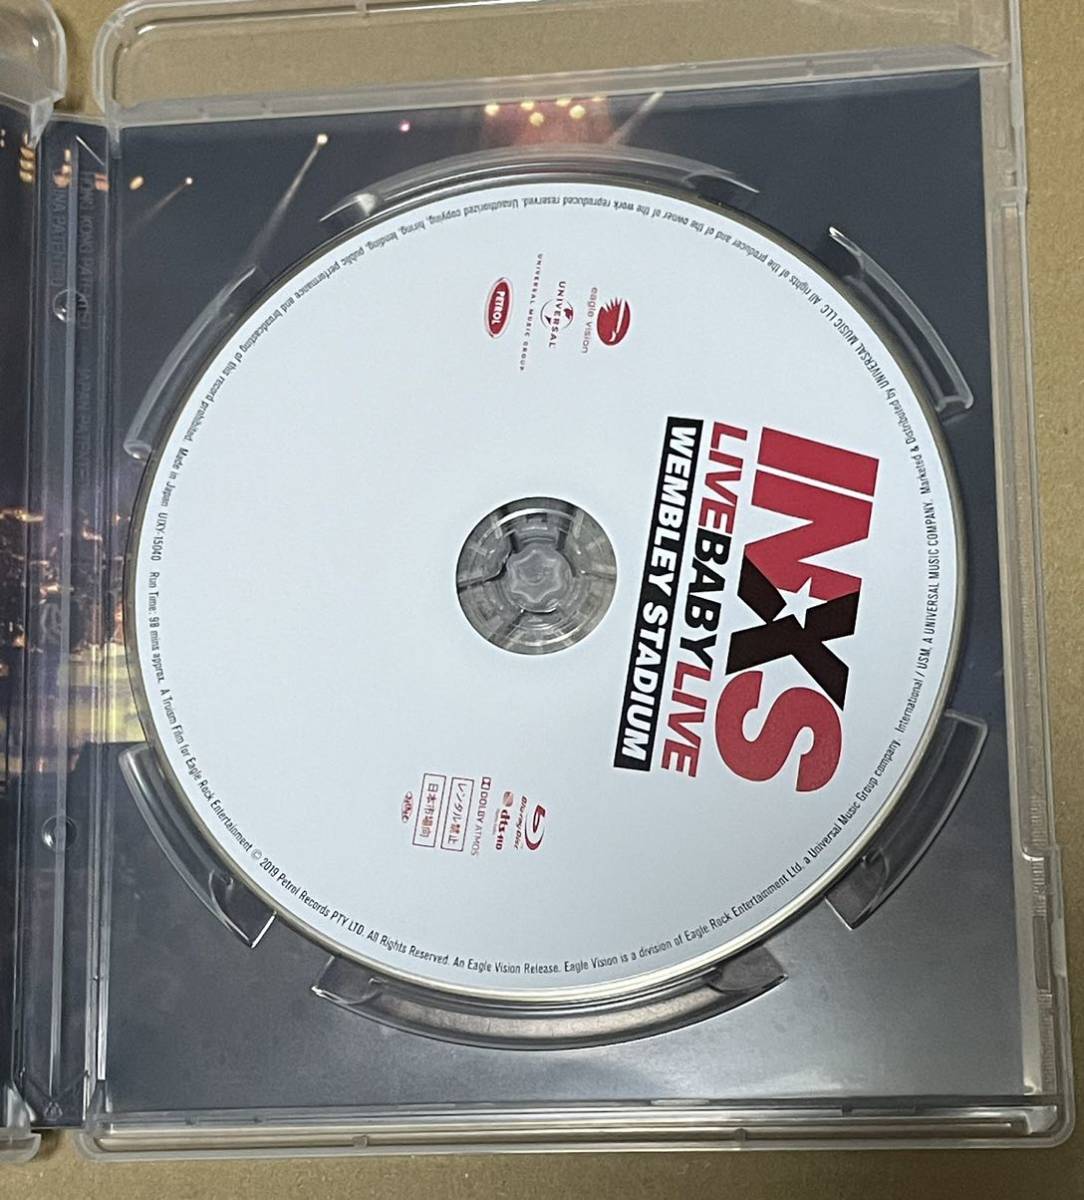 INXS
LIVEBABYLIVE
WEMBLEY STADIUM
eagle vision
UNIVERSAL
UNIVERSAL MUSIC GROUP
PETROL
Blu-ray Disc
dts-HD
DOLBY ATMOS
レンタル禁止
日本市場向
Made in Japan UIXY-15040 Run Time: 98 mins approx. A Truism Film for Eagle Rock Entertainment © 2019 Petrol Records PTY LTD. All Rights Reserved. An Eagle Vision Release. Eagle Vision is a division of Eagle Rock Entertainment Ltd. a Universal Music Group company. International / USM, A UNIVERSAL MUSIC COMPANY. Marketed & Distributed by UNIVERSAL MUSIC LLC. All rights of the producer and of the owner of the work reproduced reserved. Unauthorized copying, hiring, lending, public performance and broadcasting of this record prohibited.